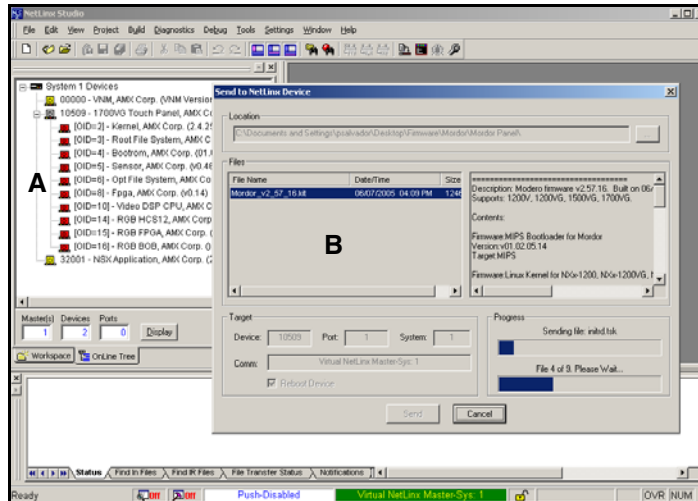 NetLinx Studio
File Edit View Project Build Diagnostics Debug Tools Settings Window Help
System 1 Devices
00000 - VNM, AMX Corp. (VNM Version
10509 - 1700VG Touch Panel, AMX Co
[OID=2] - Kernel, AMX Corp. (2.4.2
[OID=3] - Root File System, AMX C
[OID=4] - Bootrom, AMX Corp. (01.
[OID=5] - Sensor, AMX Corp. (v0.46
[OID=6] - Opt File System, AMX Co
[OID=8] - Fpga, AMX Corp. (v0.14)
[OID=10] - Video DSP CPU, AMX Co
[OID=14] - RGB HCS12, AMX Corp.
[OID=15] - RGB FPGA, AMX Corp. (
[OID=16] - RGB BOB, AMX Corp. ()
32001 - NSX Application, AMX Corp. (2
A
Master(s) Devices Ports
1 2 0 Display
Workspace OnLine Tree
Send to NetLinx Device
Location
C:\Documents and Settings\psalvador\Desktop\Firmware\Mordor\Mordor Panel\
...
Files
File Name Date/Time Size
Mordor_v2_57_16.kit 06/07/2005 04:09 PM 1248
B
====================================
Description: Modero firmware v2.57.16. Built on 06/
Supports: 1200V, 1200VG, 1500VG, 1700VG.
Contents:
Firmware:MIPS Bootloader for Mordor
Version:v01.02.05.14
Target:MIPS
Firmware:Linux Kernel for NXx-1200, NXx-1200VG, N
Target
Device: 10509 Port: 1 System: 1
Comm: Virtual NetLinx Master-Sys: 1
Reboot Device
Progress
Sending file: initrd.tsk
File 4 of 9. Please Wait...
Send Cancel
Status Find In Files Find IR Files File Transfer Status Notifications
Ready Off Off Push-Disabled Virtual NetLinx Master-Sys: 1 OVR NUM